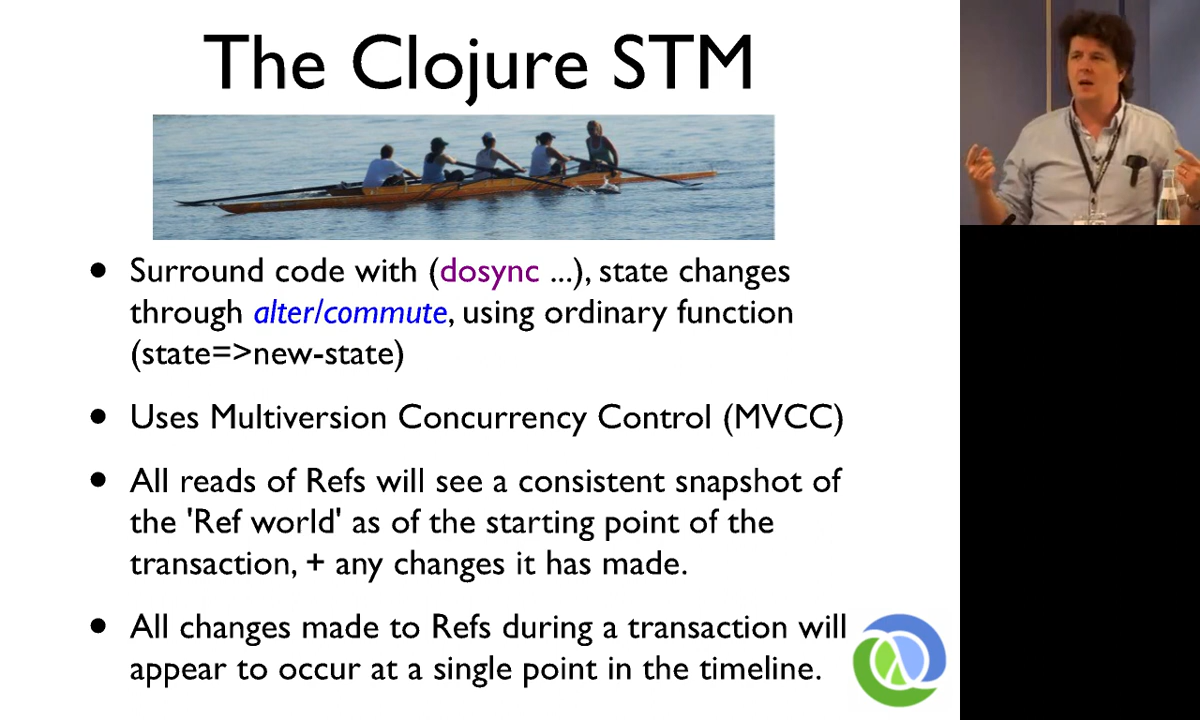 The Clojure STM
• Surround code with (dosync ...), state changes
through alter/commute, using ordinary function
(state=>new-state)
• Uses Multiversion Concurrency Control (MVCC)
• All reads of Refs will see a consistent snapshot of
the 'Ref world' as of the starting point of the
transaction, + any changes it has made.
• All changes made to Refs during a transaction will
appear to occur at a single point in the timeline.